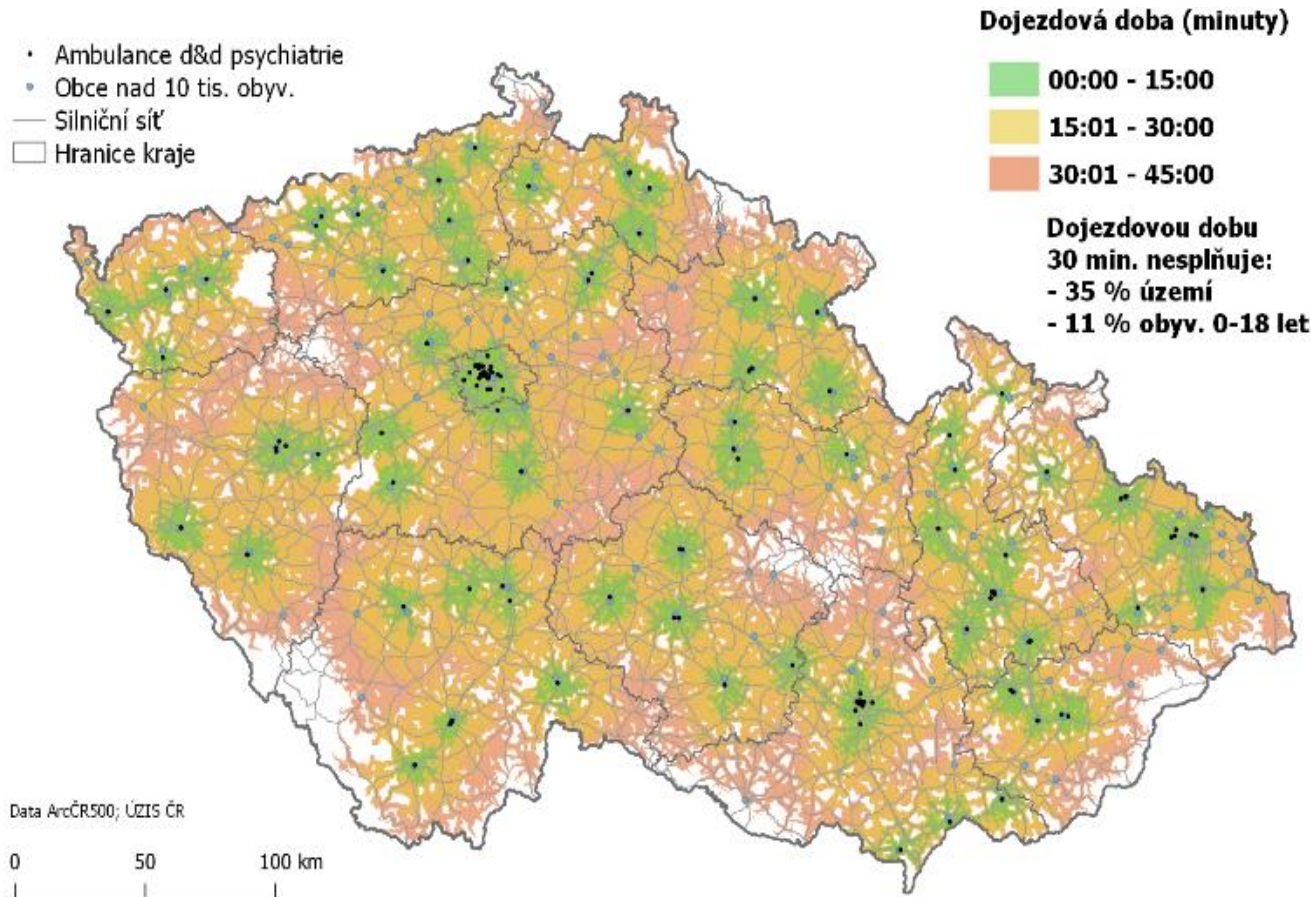 Ambulance d&d psychiatrie
Obce nad 10 tis. obyv.
Silniční síť
Hranice kraje
Dojezdová doba (minuty)
00:00 - 15:00
15:01 - 30:00
30:01 - 45:00
Dojezdovou dobu
30 min. nesplňuje:
- 35 % území
- 11 % obyv. 0-18 let
Data ArcČR500; ÚZIS ČR
0 50 100 km